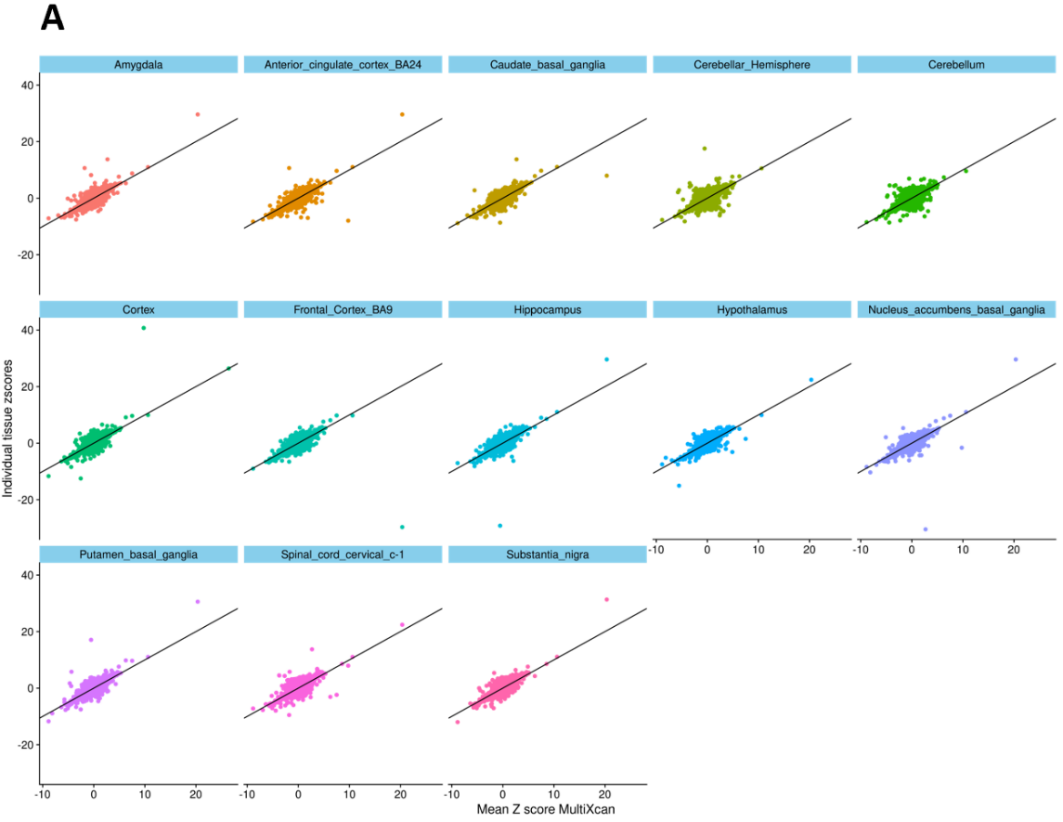 A
Amygdala Anterior_cingulate_cortex_BA24 Caudate_basal_ganglia Cerebellar_Hemisphere Cerebellum
40
20
0
-20
Cortex Frontal_Cortex_BA9 Hippocampus Hypothalamus Nucleus_accumbens_basal_ganglia
40
20
0
-20
-10 0 10 20 -10 0 10 20
Individual tissue zscores
Putamen_basal_ganglia Spinal_cord_cervical_c-1 Substantia_nigra
40
20
0
-20
-10 0 10 20 -10 0 10 20 -10 0 10 20
Mean Z score MultiXcan